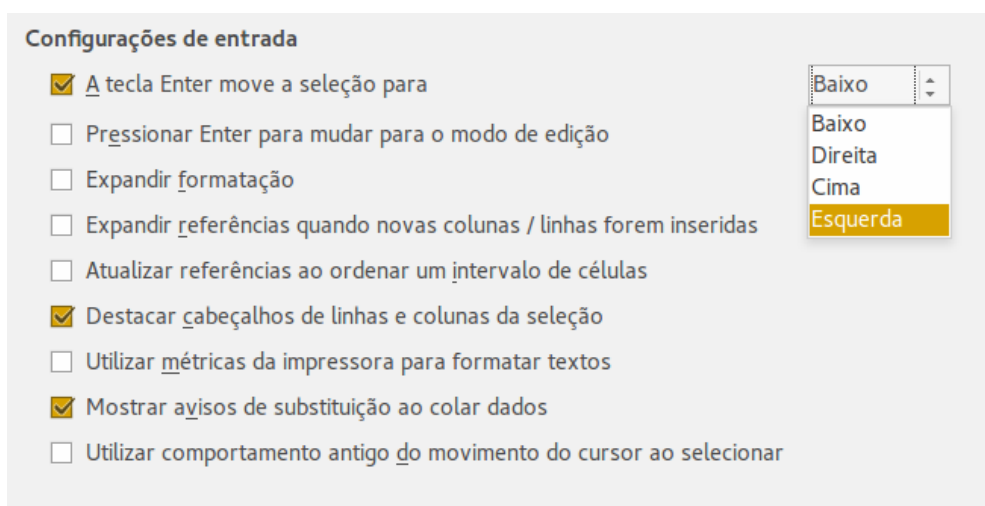 Configurações de entrada
A tecla Enter move a seleção para
Baixo
Baixo
Direita
Cima
Esquerda
Pressionar Enter para mudar para o modo de edição
Expandir formatação
Expandir referências quando novas colunas / linhas forem inseridas
Atualizar referências ao ordenar um intervalo de células
Destacar cabeçalhos de linhas e colunas da seleção
Utilizar métricas da impressora para formatar textos
Mostrar avisos de substituição ao colar dados
Utilizar comportamento antigo do movimento do cursor ao selecionar